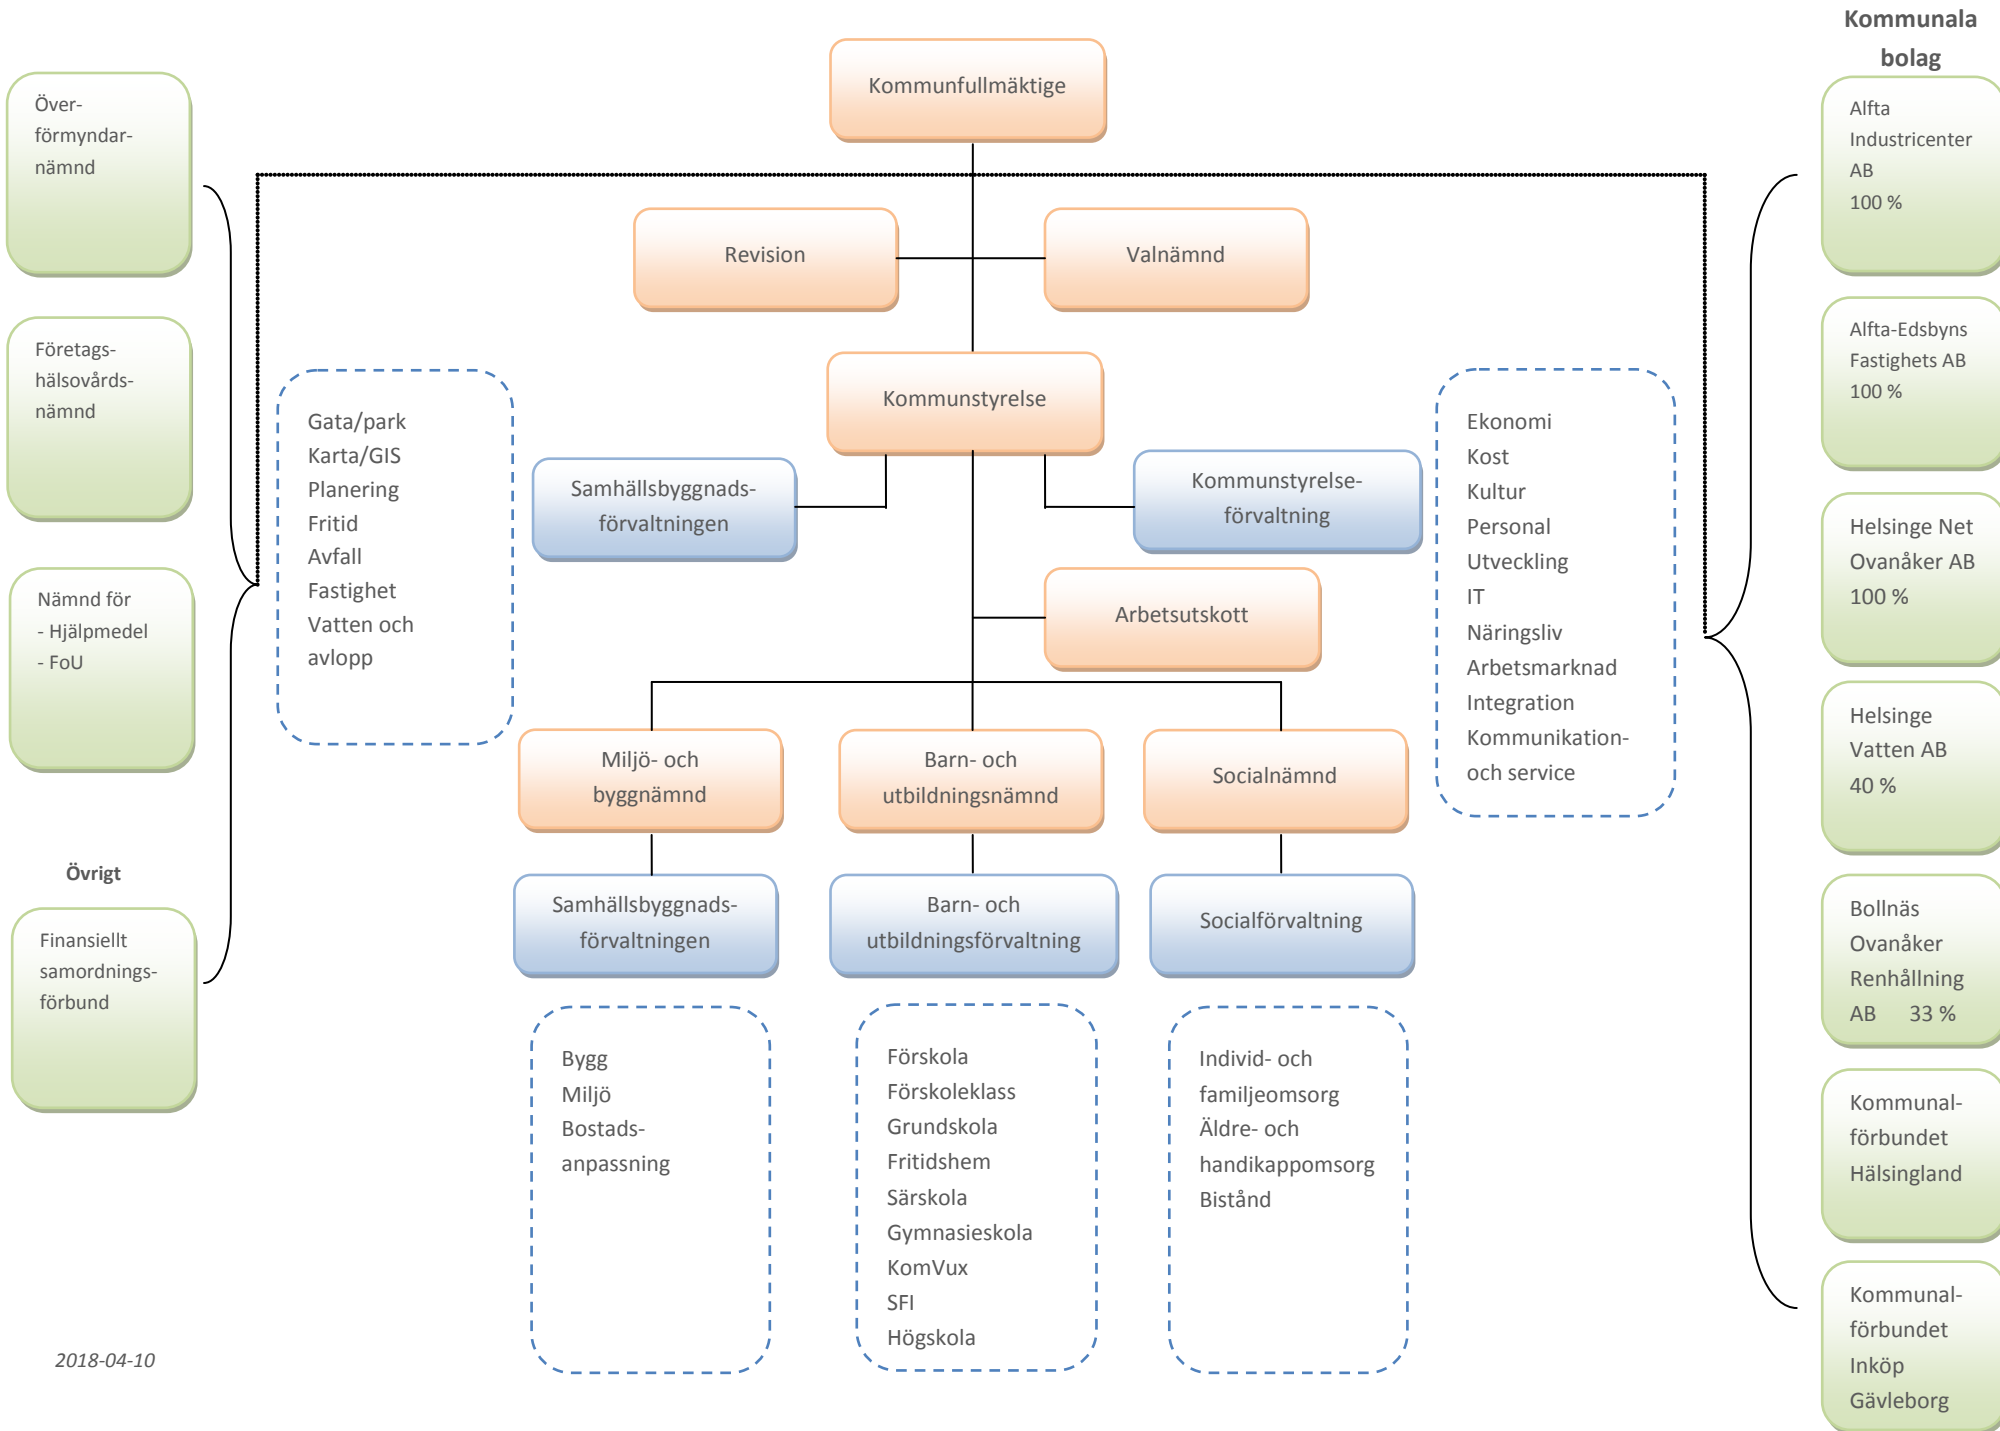 Kommunfullmäktige
Revision
Valnämnd
Kommunstyrelse
Samhällsbyggnads-
förvaltningen
Kommunstyrelse-
förvaltning
Arbetsutskott
Miljö- och
byggnämnd
Barn- och
utbildningsnämnd
Socialnämnd
Samhällsbyggnads-
förvaltningen
Barn- och
utbildningsförvaltning
Socialförvaltning
Bygg
Miljö
Bostads-
anpassning
Förskola
Förskoleklass
Grundskola
Fritidshem
Särskola
Gymnasieskola
KomVux
SFI
Högskola
Individ- och
familjeomsorg
Äldre- och
handikappomsorg
Bistånd
Gata/park
Karta/GIS
Planering
Fritid
Avfall
Fastighet
Vatten och
avlopp
Ekonomi
Kost
Kultur
Personal
Utveckling
IT
Näringsliv
Arbetsmarknad
Integration
Kommunikation-
och service
Över-
förmyndar-
nämnd
Företags-
hälsovårds-
nämnd
Nämnd för
- Hjälpmedel
- FoU
Övrigt
Finansiellt
samordnings-
förbund
Kommunala
bolag
Alfta
Industricenter
AB
100 %
Alfta-Edsbyns
Fastighets AB
100 %
Helsinge Net
Ovanåker AB
100 %
Helsinge
Vatten AB
40 %
Bollnäs
Ovanåker
Renhållning
AB 33 %
Kommunal-
förbundet
Hälsingland
Kommunal-
förbundet
Inköp
Gävleborg
2018-04-10